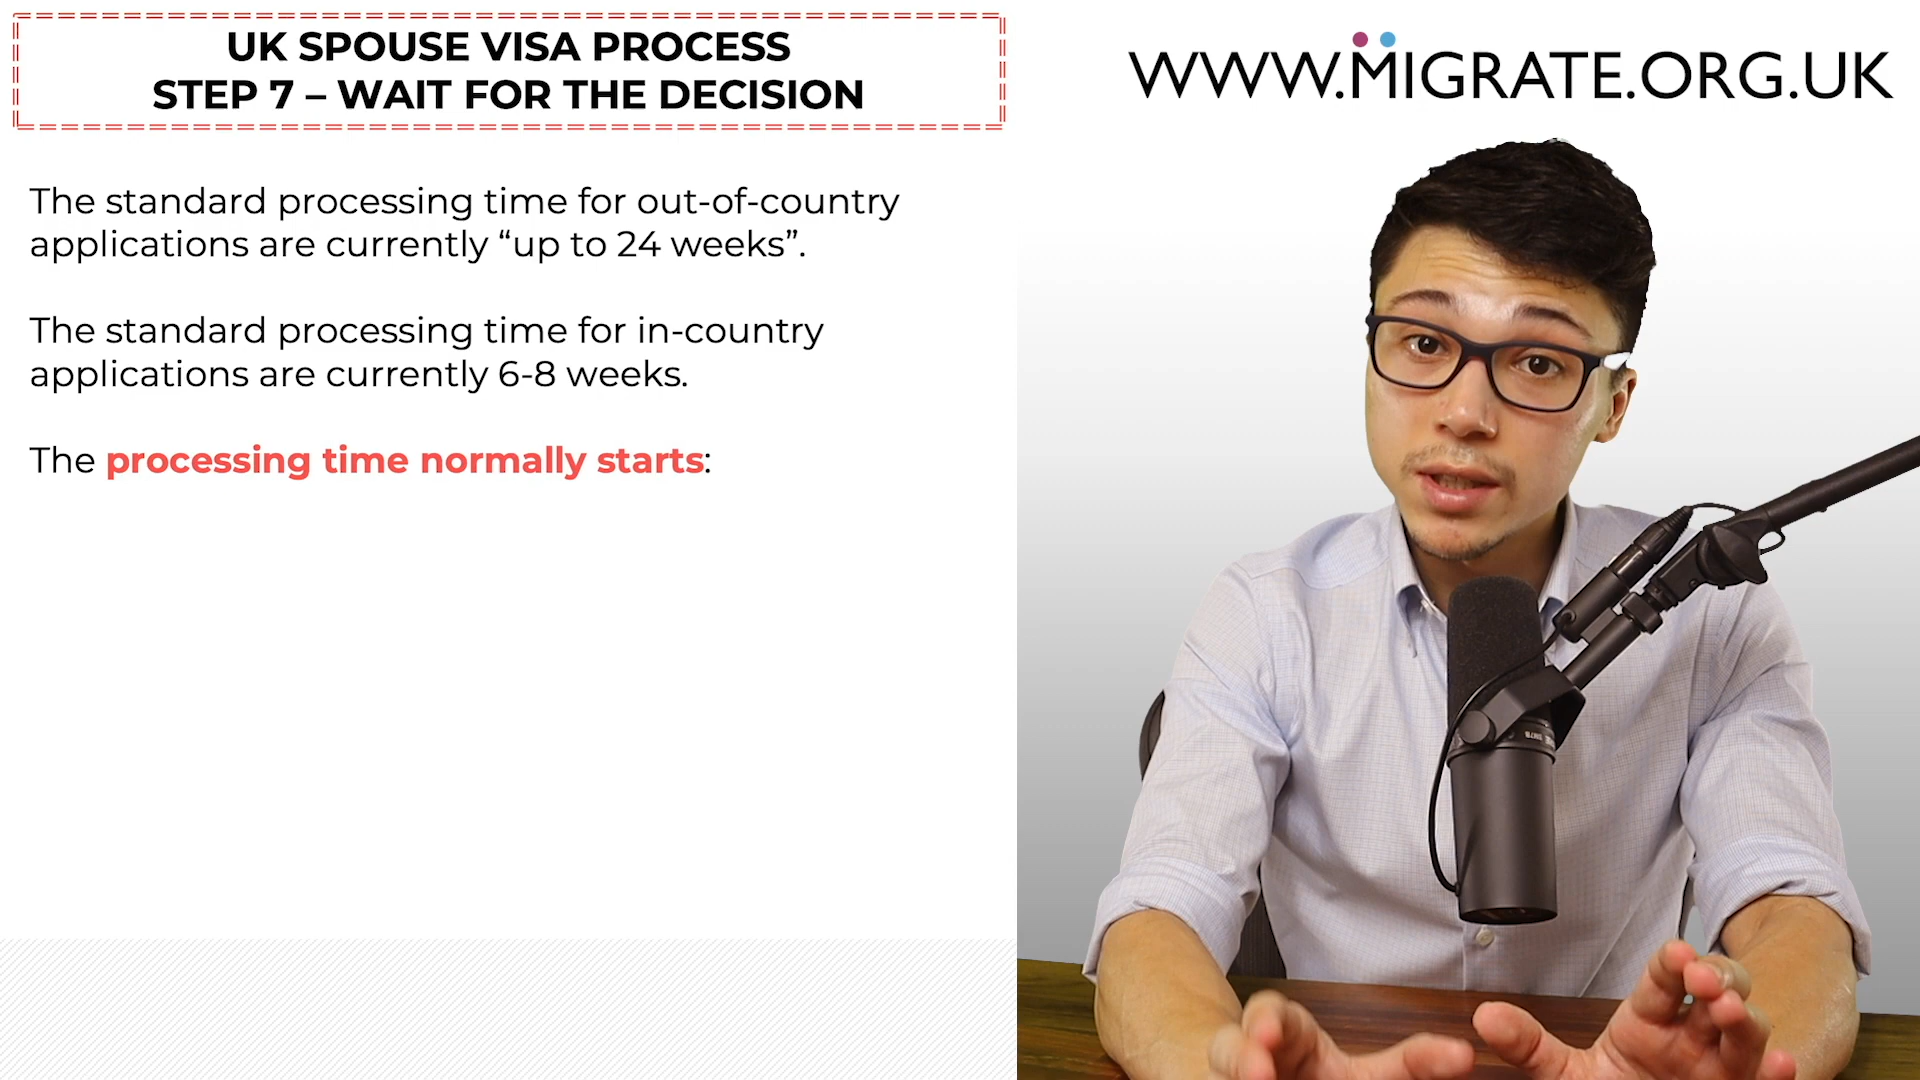 UK SPOUSE VISA PROCESS
STEP 7 – WAIT FOR THE DECISION
WWW.MIGRATE.ORG.UK
The standard processing time for out-of-country
applications are currently “up to 24 weeks”.
The standard processing time for in-country
applications are currently 6-8 weeks.
The processing time normally starts: